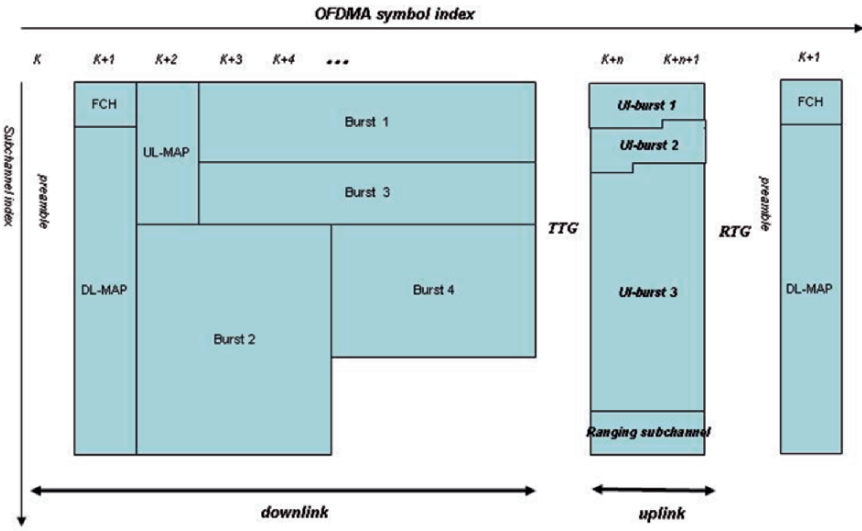 OFDMA symbol index
K K+1 K+2 K+3 K+4 ... K+n K+n+1 K+1
Subchannel index
preamble
FCH
DL-MAP
UL-MAP
Burst 1
Burst 3
Burst 2
Burst 4
TTG
Ul-burst 1
Ul-burst 2
Ul-burst 3
Ranging subchannel
RTG
preamble
FCH
DL-MAP
downlink
uplink